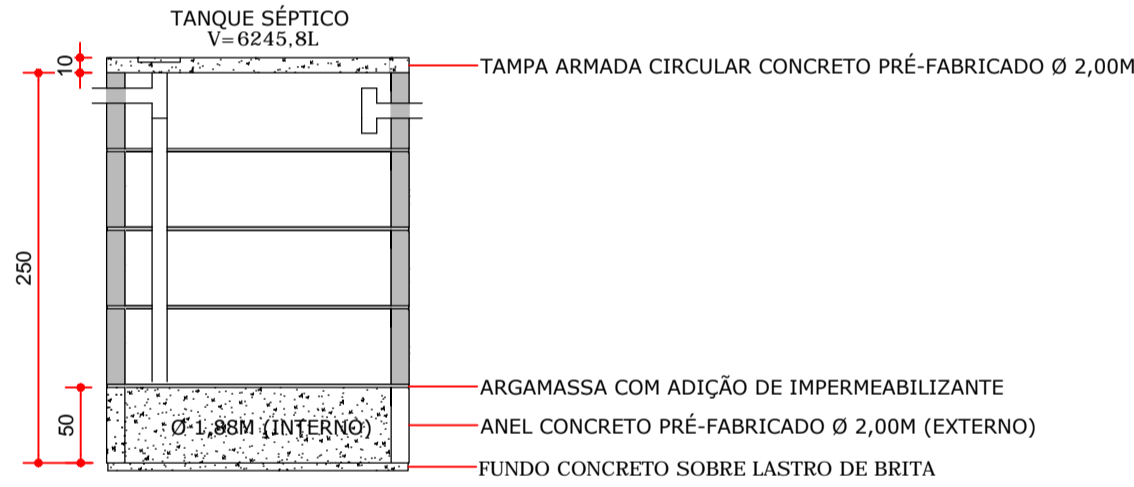 TANQUE SÉPTICO
V=6245,8L
10
TAMPA ARMADA CIRCULAR CONCRETO PRÉ-FABRICADO Ø 2,00M
250
ARGAMASSA COM ADIÇÃO DE IMPERMEABILIZANTE
50
Ø 1,88M (INTERNO)
ANEL CONCRETO PRÉ-FABRICADO Ø 2,00M (EXTERNO)
FUNDO CONCRETO SOBRE LASTRO DE BRITA